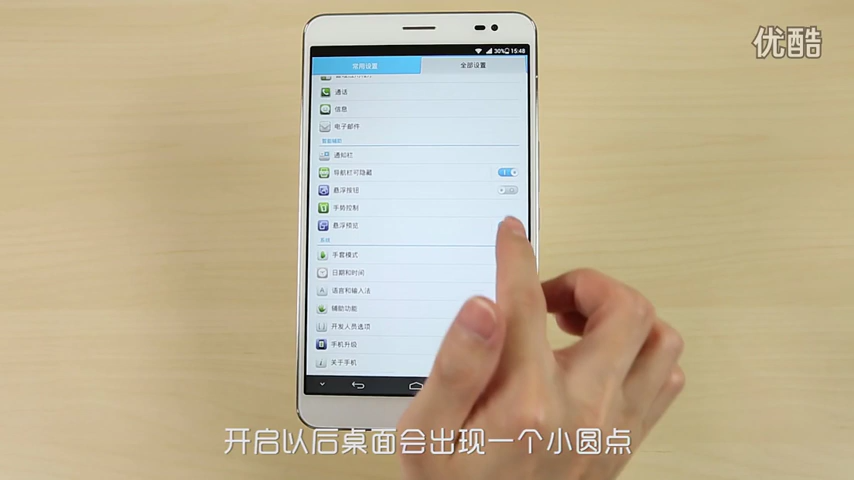 优酷
30% 15:48
常用设置
全部设置
通话
信息
电子邮件
智能辅助
通知栏
导航栏可隐藏
悬浮按钮
手势控制
悬浮预览
系统
手套模式
日期和时间
语言和输入法
辅助功能
开发人员选项
手机升级
关于手机
开启以后桌面会出现一个小圆点